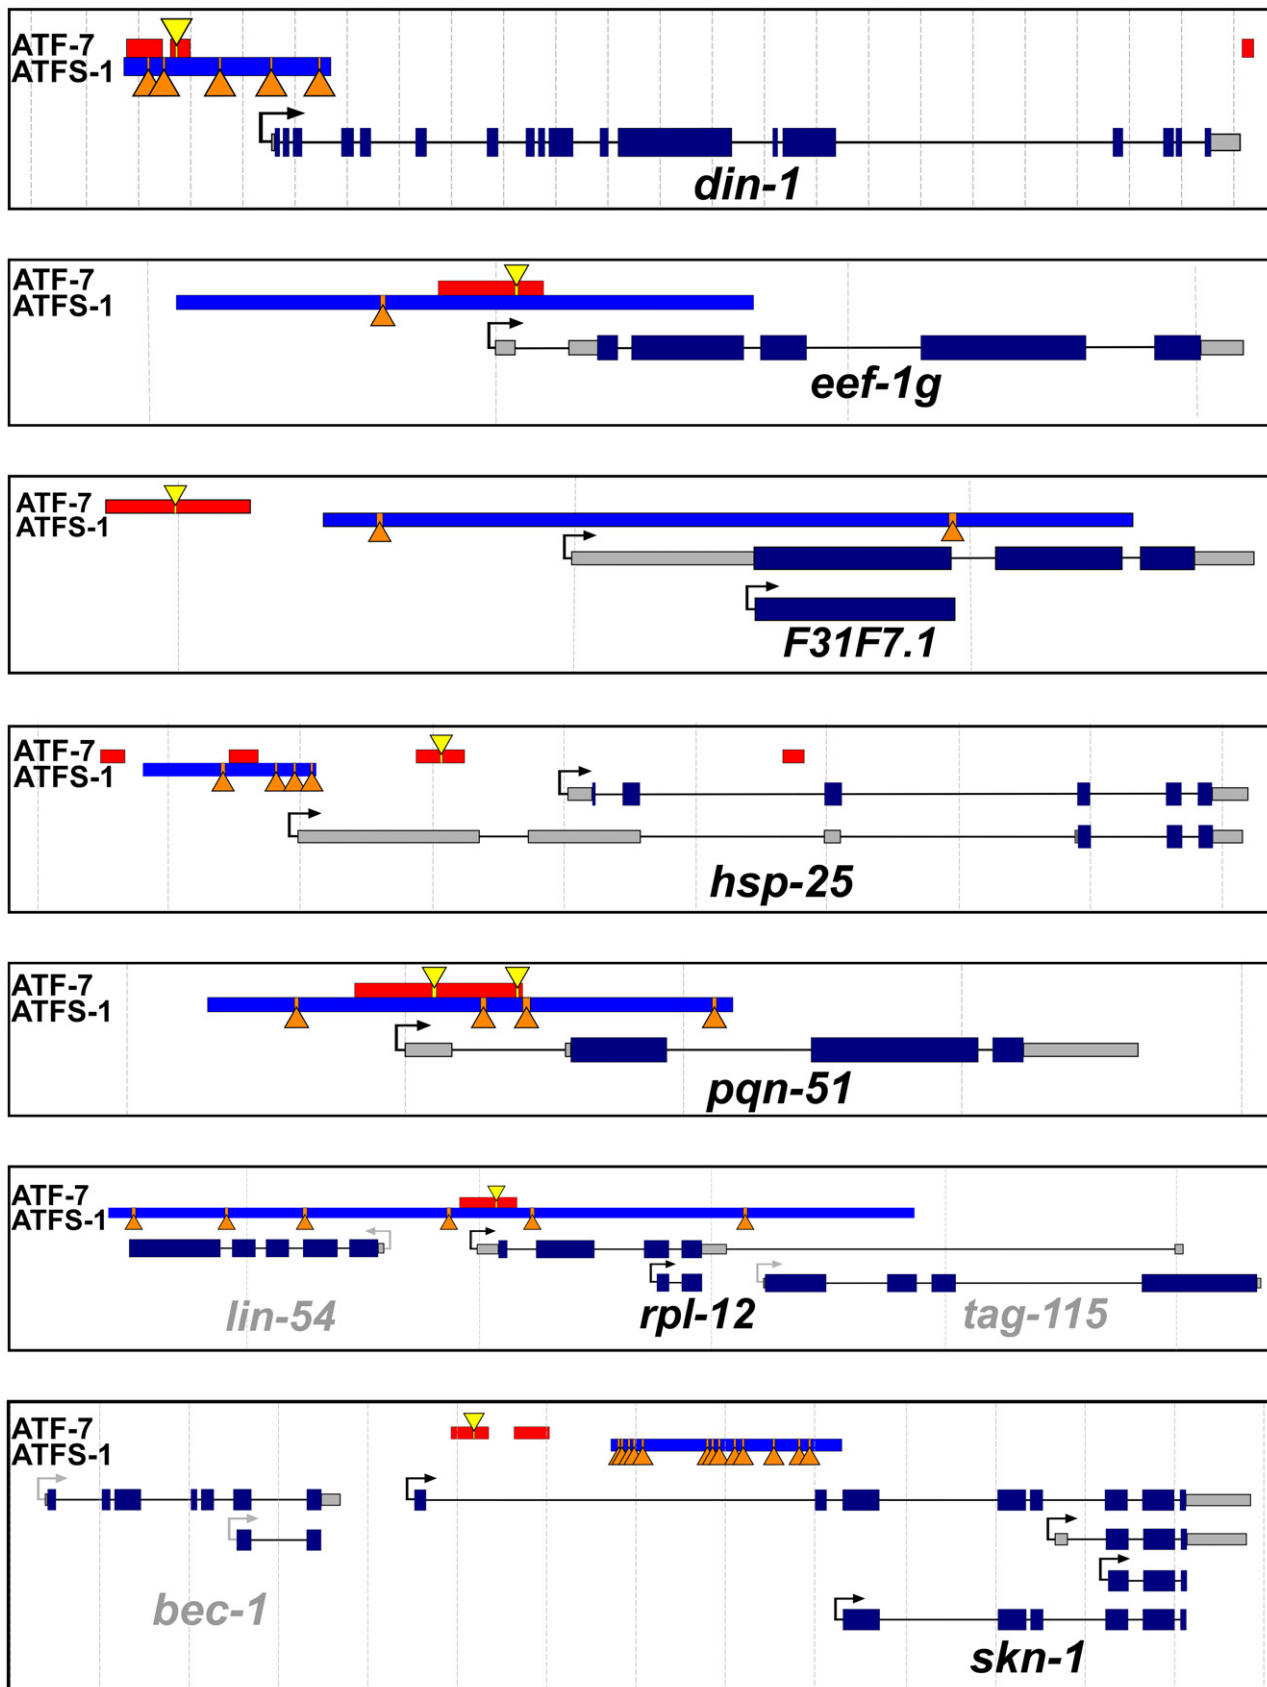 ATF-7
ATFS-1
din-1
ATF-7
ATFS-1
eef-1g
ATF-7
ATFS-1
F31F7.1
ATF-7
ATFS-1
hsp-25
ATF-7
ATFS-1
pqn-51
ATF-7
ATFS-1
lin-54 rpl-12 tag-115
ATF-7
ATFS-1
bec-1
skn-1